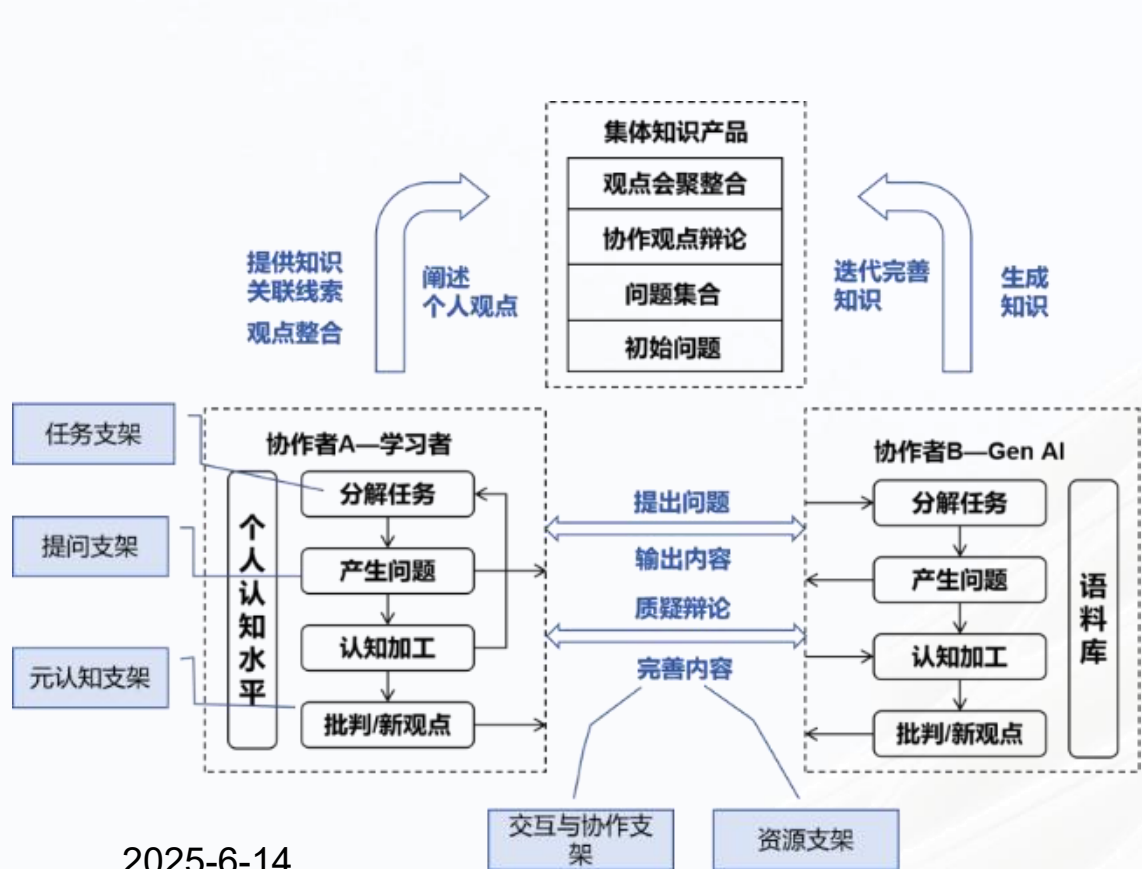 集体知识产品
观点会聚整合
协作观点辩论
问题集合
初始问题
提供知识
关联线索
观点整合
阐述
个人观点
迭代完善
知识
生成
知识
任务支架
提问支架
元认知支架
协作者A—学习者
个人认知水平
分解任务
产生问题
认知加工
批判/新观点
提出问题
输出内容
质疑辩论
完善内容
协作者B—Gen AI
分解任务
产生问题
认知加工
批判/新观点
语料库
交互与协作支
架
资源支架
2025-6-14